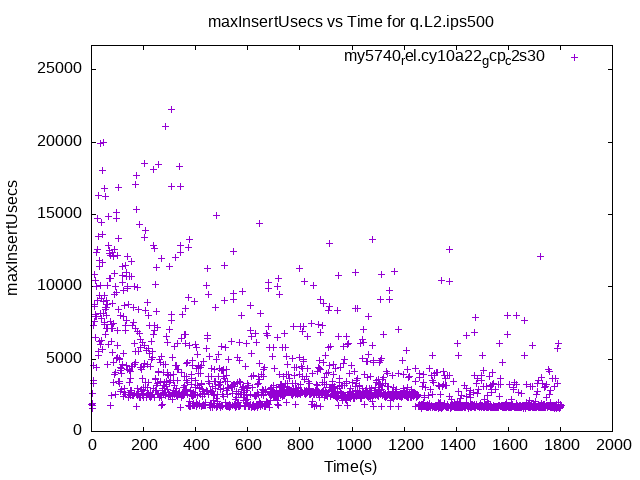 maxInsertUsecs vs Time for q.L2.ips500
my5740rel.cy10a22gcpc2s30
25000
20000
15000
10000
5000
0
maxInsertUsecs
0 200 400 600 800 1000 1200 1400 1600 1800 2000
Time(s)